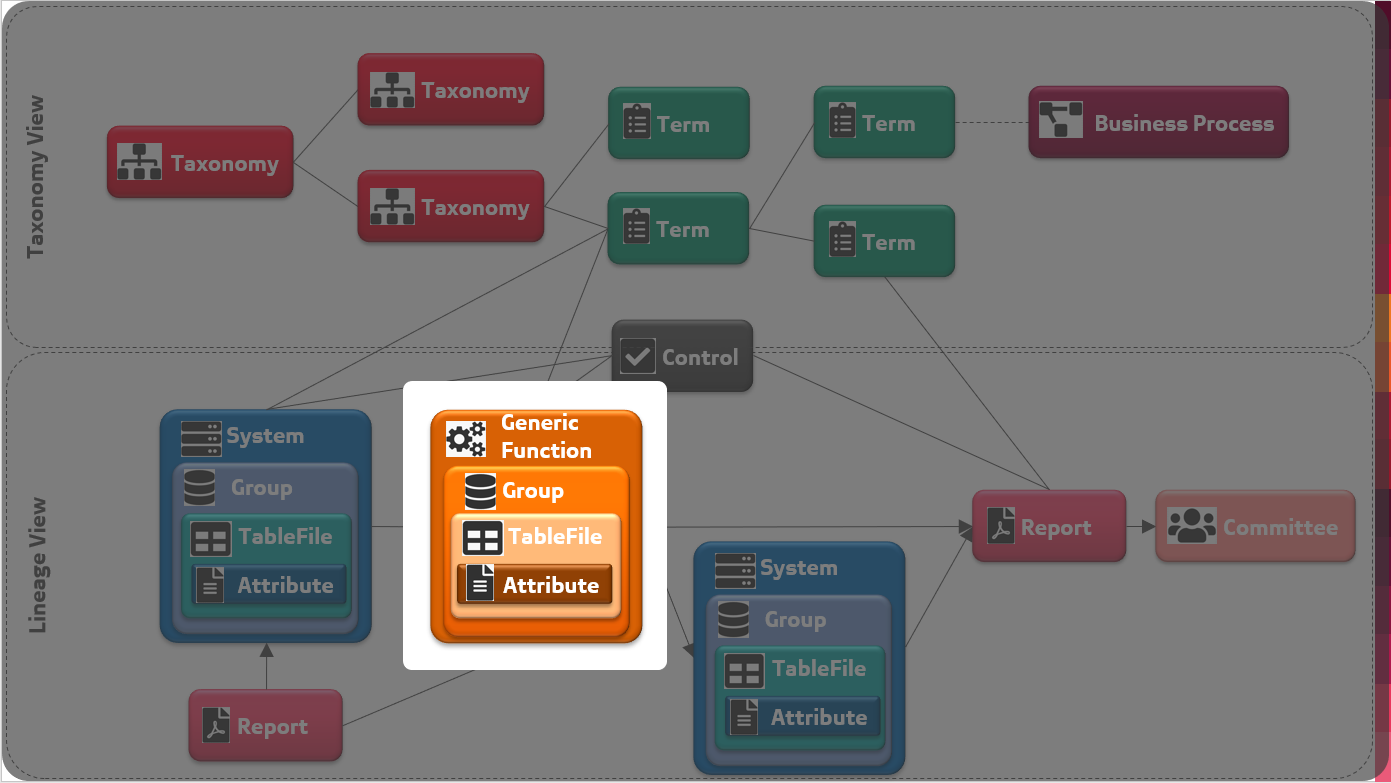 Taxonomy View
Taxonomy
Taxonomy
Taxonomy
Term
Term
Term
Term
Business Process
Control
Lineage View
System
Group
TableFile
Attribute
Generic
Function
Group
TableFile
Attribute
System
Group
TableFile
Attribute
Report
Committee
Report